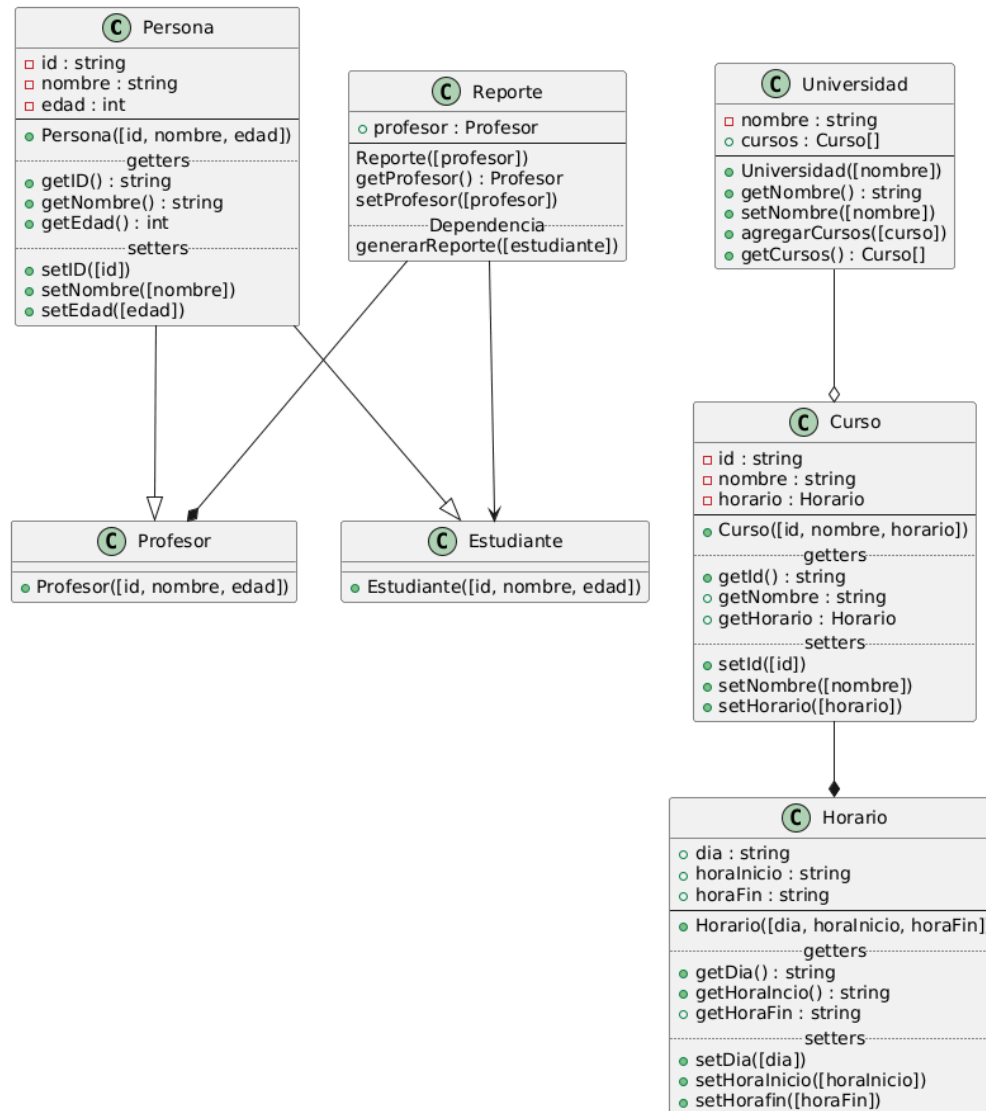 C Persona
id : string
nombre : string
edad : int
Persona([id, nombre, edad])
getters
getID() : string
getNombre() : string
getEdad() : int
setters
setID([id])
setNombre([nombre])
setEdad([edad])
C Reporte
profesor : Profesor
Reporte([profesor])
getProfesor() : Profesor
setProfesor([profesor])
Dependencia
generarReporte([estudiante])
C Universidad
nombre : string
cursos : Curso[]
Universidad([nombre])
getNombre() : string
setNombre([nombre])
agregarCursos([curso])
getCursos() : Curso[]
C Profesor
Profesor([id, nombre, edad])
C Estudiante
Estudiante([id, nombre, edad])
C Curso
id : string
nombre : string
horario : Horario
Curso([id, nombre, horario])
getters
getId() : string
getNombre : string
getHorario : Horario
setters
setId([id])
setNombre([nombre])
setHorario([horario])
C Horario
dia : string
horaInicio : string
horaFin : string
Horario([dia, horaInicio, horaFin]
getters
getDia() : string
getHoraIncio() : string
getHoraFin : string
setters
setDia([dia])
setHoraInicio([horaInicio])
setHorafin([horaFin])